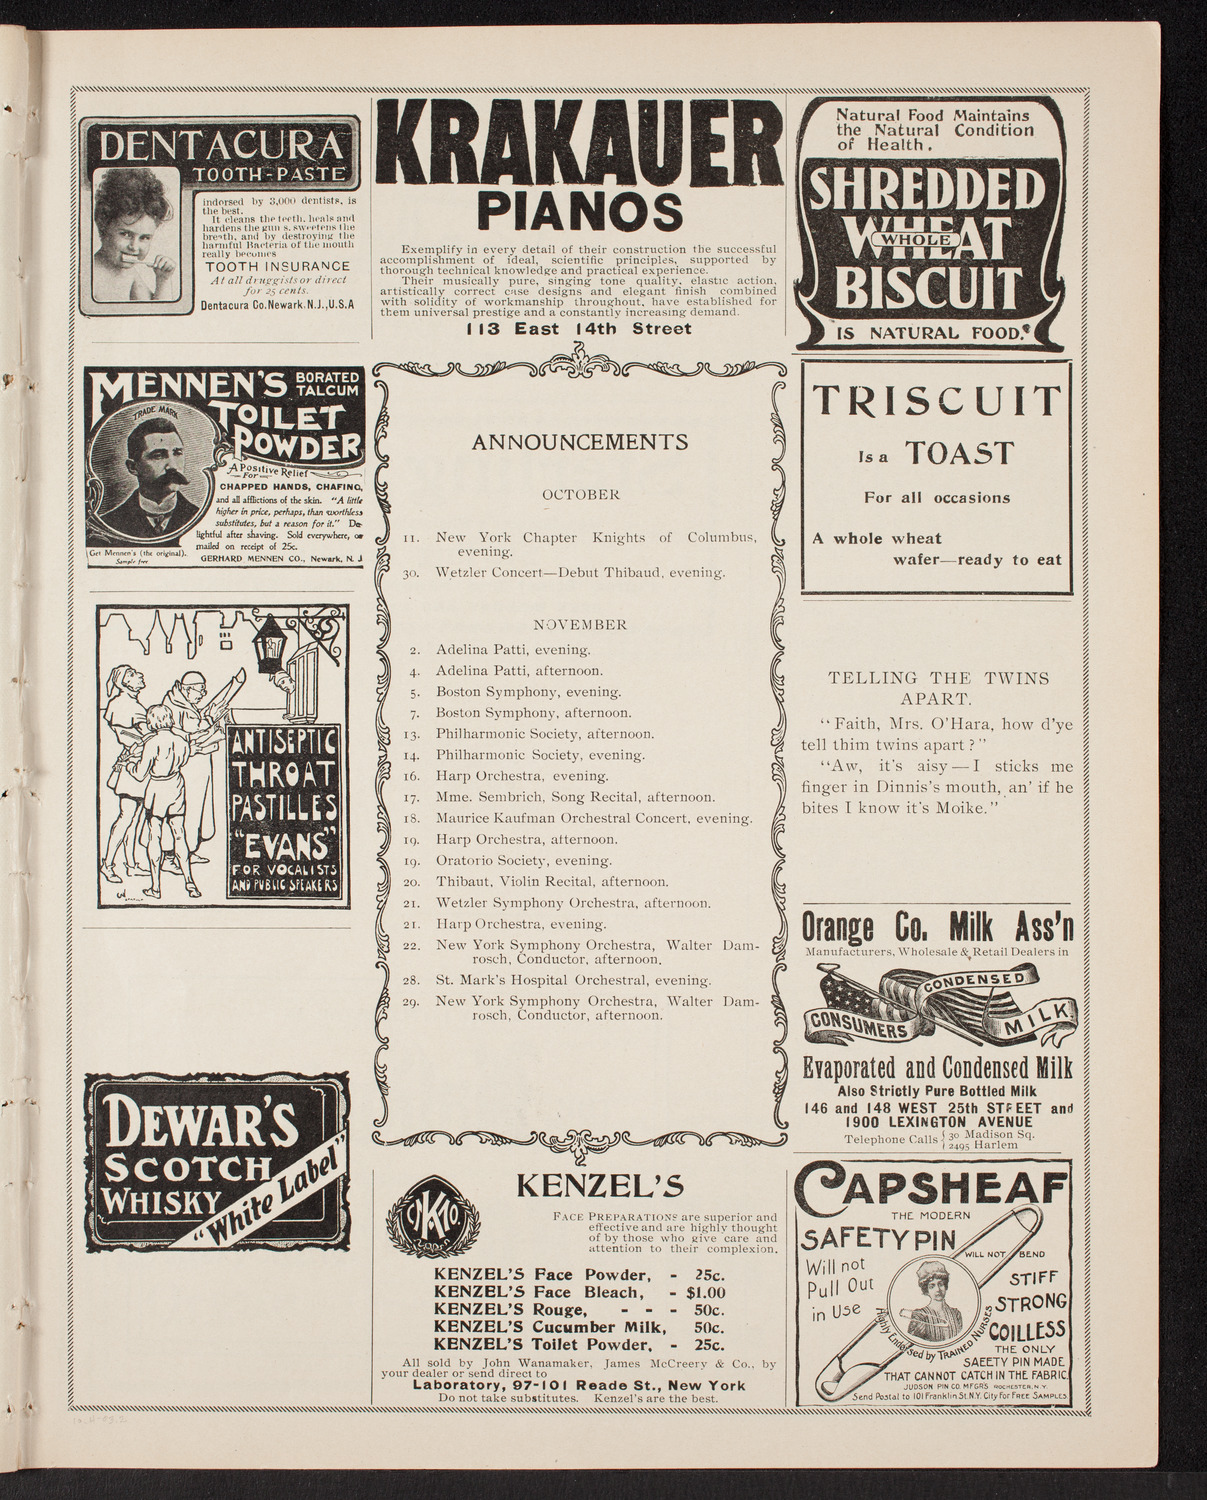 DENTACURA
TOOTH-PASTE
indorsed by 3,000 dentists, is
the best.
It cleans the teeth, heals and
hardens the gum s, sweetens the
breath, and by destroying the
harmful Bacteria of the mouth
really becomes
TOOTH INSURANCE
At all druggists or direct
for 25 cents.
Dentacura Co. Newark. N.J., U.S.A
MENNEN'S BORATED
TALCUM
TOILET
POWDER
TRADE MARK
A Positive Relief
For
CHAPPED HANDS, CHAFING,
and all afflictions of the skin. "A little
higher in price, perhaps, than worthless
substitutes, but a reason for it." De-
lightful after shaving. Sold everywhere, or
mailed on receipt of 25c.
Get Mennen's (the original).
Sample free
GERHARD MENNEN CO., Newark, N. J
ANTISEPTIC
THROAT
PASTILLES
"EVANS"
FOR VOCALISTS
AND PUBLIC SPEAKERS
DEWAR'S
SCOTCH
WHISKY
"White Label"
KRAKAUER
PIANOS
Exemplify in every detail of their construction the successful
accomplishment of ideal, scientific principles, supported by
thorough technical knowledge and practical experience.
Their musically pure, singing tone quality, elastic action,
artistically correct case designs and elegant finish combined
with solidity of workmanship throughout, have established for
them universal prestige and a constantly increasing demand.
113 East 14th Street
ANNOUNCEMENTS
OCTOBER
11. New York Chapter Knights of Columbus,
evening.
30. Wetzler Concert—Debut Thibaud, evening.
NOVEMBER
2. Adelina Patti, evening.
4. Adelina Patti, afternoon.
5. Boston Symphony, evening.
7. Boston Symphony, afternoon.
13. Philharmonic Society, afternoon.
14. Philharmonic Society, evening.
16. Harp Orchestra, evening.
17. Mme. Sembrich, Song Recital, afternoon.
18. Maurice Kaufman Orchestral Concert, evening.
19. Harp Orchestra, afternoon.
19. Oratorio Society, evening.
20. Thibaut, Violin Recital, afternoon.
21. Wetzler Symphony Orchestra, afternoon.
21. Harp Orchestra, evening.
22. New York Symphony Orchestra, Walter Dam-
rosch, Conductor, afternoon.
28. St. Mark's Hospital Orchestral, evening.
29. New York Symphony Orchestra, Walter Dam-
rosch, Conductor, afternoon.
KENZEL'S
FACE PREPARATIONS are superior and
effective and are highly thought
of by those who give care and
attention to their complexion.
KENZEL'S Face Powder, - 25c.
KENZEL'S Face Bleach, - $1.00
KENZEL'S Rouge, - - - 50c.
KENZEL'S Cucumber Milk, 50c.
KENZEL'S Toilet Powder, - 25c.
All sold by John Wanamaker, James McCreery & Co., by
your dealer or send direct to
Laboratory, 97-101 Reade St., New York
Do not take substitutes. Kenzel's are the best.
Natural Food Maintains
the Natural Condition
of Health.
SHREDDED
WHEAT
WHOLE
BISCUIT
IS NATURAL FOOD.
TRISCUIT
Is a TOAST
For all occasions
A whole wheat
wafer—ready to eat
TELLING THE TWINS
APART.
"Faith, Mrs. O'Hara, how d'ye
tell thim twins apart?"
"Aw, it's aisy—I sticks me
finger in Dinnis's mouth, an' if he
bites I know it's Moike."
Orange Co. Milk Ass'n
Manufacturers, Wholesale & Retail Dealers in
CONSUMERS
CONDENSED
MILK
Evaporated and Condensed Milk
Also Strictly Pure Bottled Milk
146 and 148 WEST 25th STREET and
1900 LEXINGTON AVENUE
Telephone Calls { 30 Madison Sq.
2495 Harlem
CAPSHEAF
THE MODERN
SAFETY PIN
WILL NOT BEND
Will not
Pull Out
in Use
STIFF
STRONG
COILLESS
Highly Endorsed by TRAINED NURSES
THE ONLY
SAFETY PIN MADE
THAT CANNOT CATCH IN THE FABRIC.
JUDSON PIN CO. MFGRS ROCHESTER, N.Y.
Send Postal to 101 Franklin St. N.Y. City for FREE SAMPLES